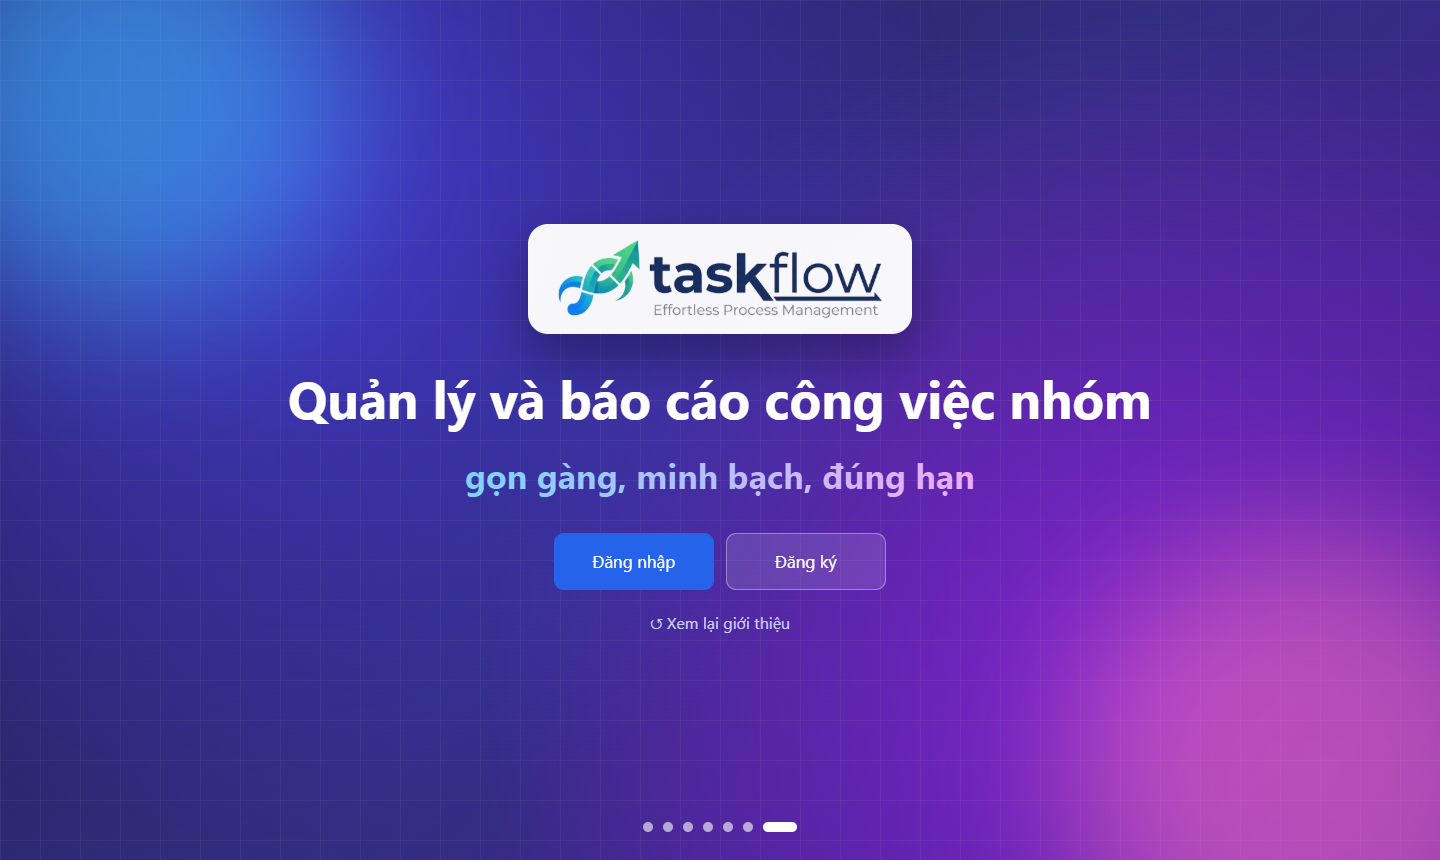 taskflow
Effortless Process Management
Quản lý và báo cáo công việc nhóm
gọn gàng, minh bạch, đúng hạn
Đăng nhập
Đăng ký
↺ Xem lại giới thiệu